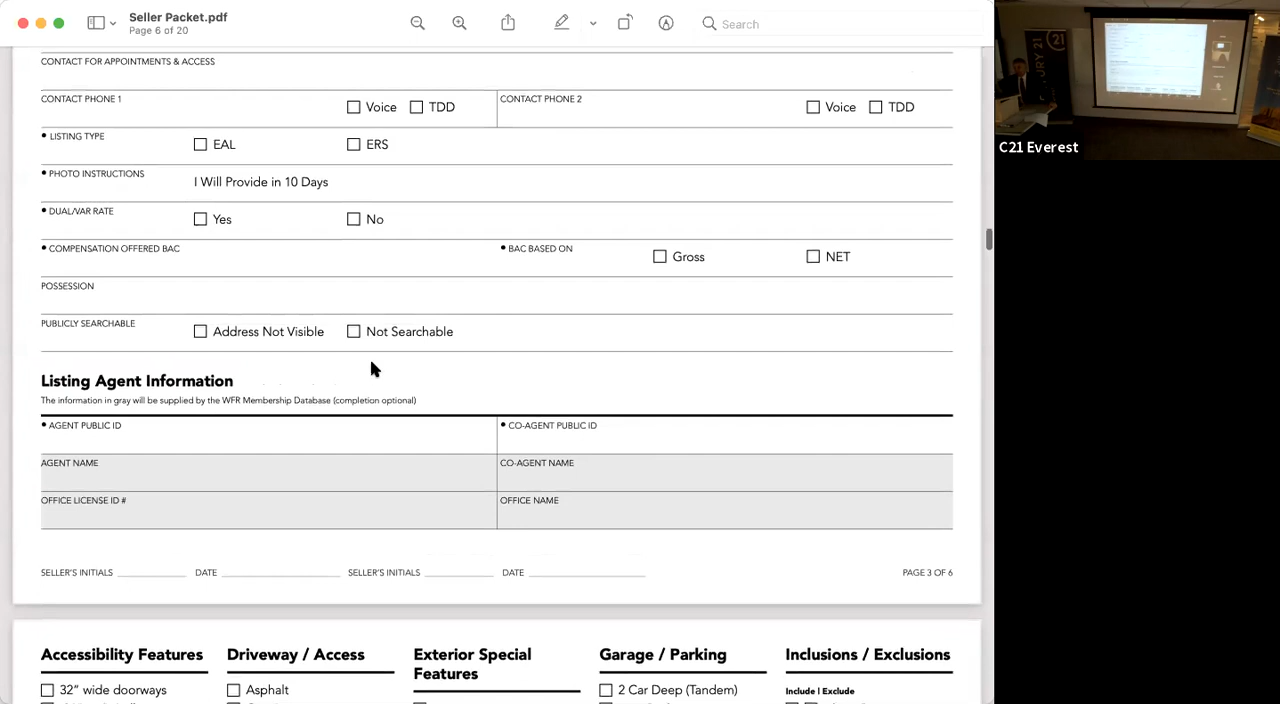 Seller Packet.pdf
Page 6 of 20
Search
CONTACT FOR APPOINTMENTS & ACCESS
CONTACT PHONE 1 Voice TDD CONTACT PHONE 2 Voice TDD
• LISTING TYPE EAL ERS
• PHOTO INSTRUCTIONS I Will Provide in 10 Days
• DUAL/VAR RATE Yes No
• COMPENSATION OFFERED BAC • BAC BASED ON Gross NET
POSSESSION
PUBLICLY SEARCHABLE Address Not Visible Not Searchable
Listing Agent Information
The information in gray will be supplied by the WFR Membership Database (completion optional)
• AGENT PUBLIC ID • CO-AGENT PUBLIC ID
AGENT NAME CO-AGENT NAME
OFFICE LICENSE ID # OFFICE NAME
SELLER'S INITIALS DATE SELLER'S INITIALS DATE PAGE 3 OF 6
Accessibility Features Driveway / Access Exterior Special Features Garage / Parking Inclusions / Exclusions
32" wide doorways Asphalt 2 Car Deep (Tandem) Include | Exclude
21
C21 Everest